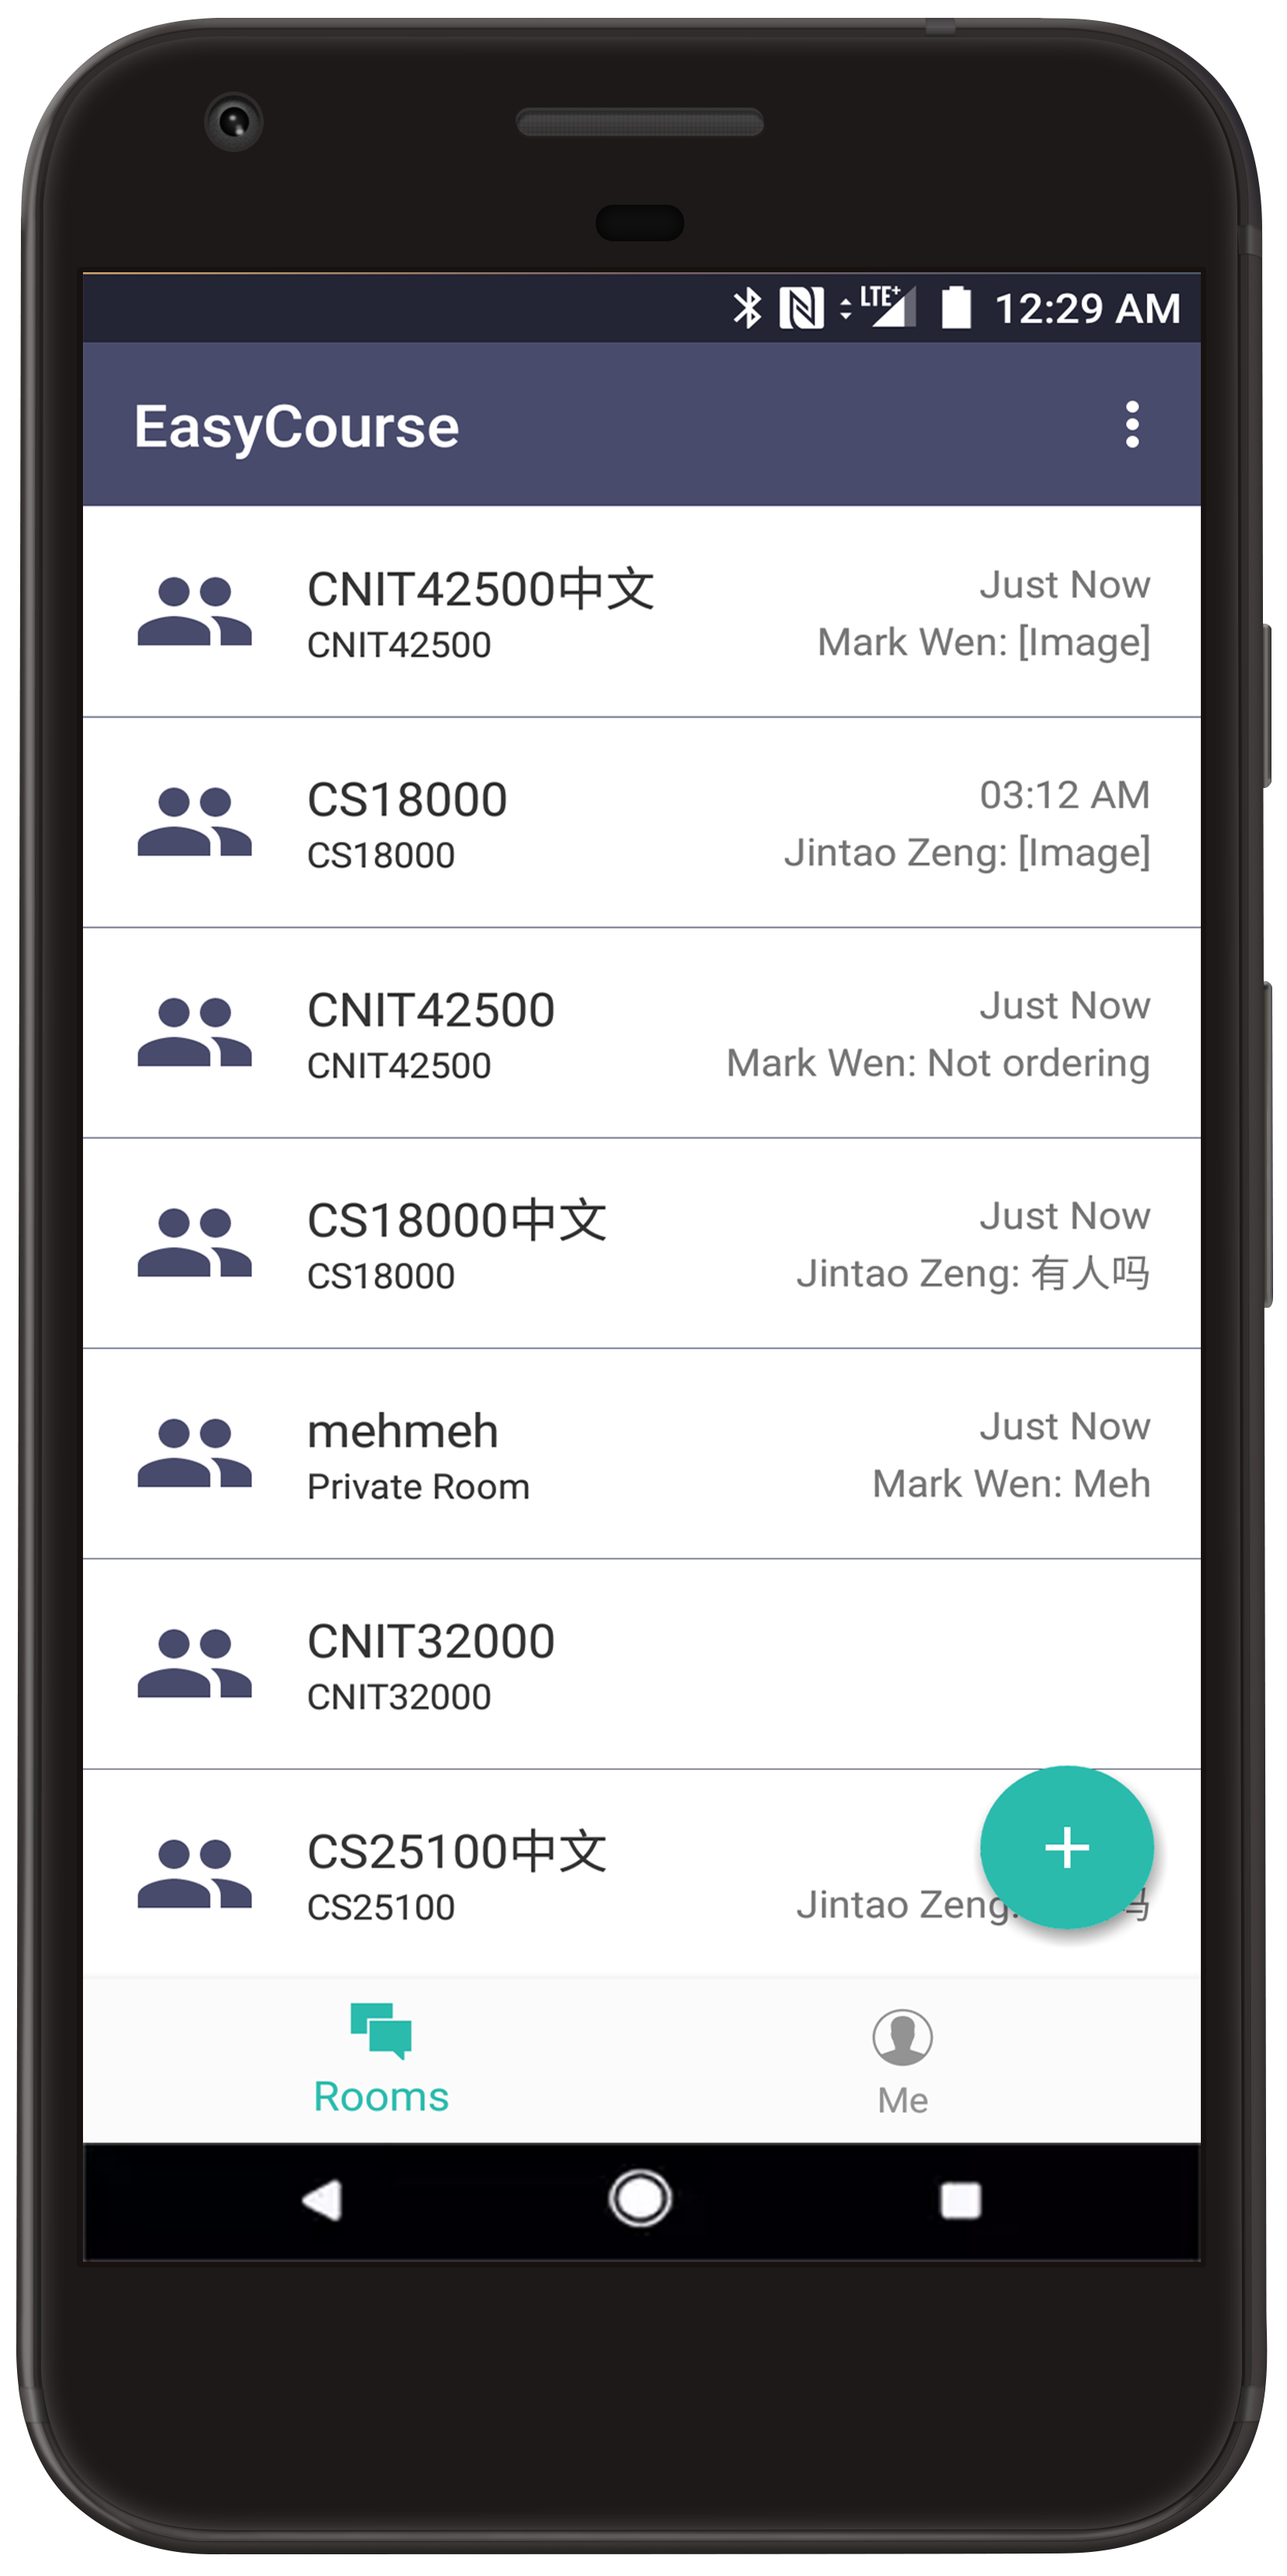 LTE+ 12:29 AM
EasyCourse
CNIT42500中文
Just Now
CNIT42500
Mark Wen: [Image]
CS18000
03:12 AM
CS18000
Jintao Zeng: [Image]
CNIT42500
Just Now
CNIT42500
Mark Wen: Not ordering
CS18000中文
Just Now
CS18000
Jintao Zeng: 有人吗
mehmeh
Just Now
Private Room
Mark Wen: Meh
CNIT32000
CNIT32000
CS25100中文
CS25100
Jintao Zeng:
Rooms
Me